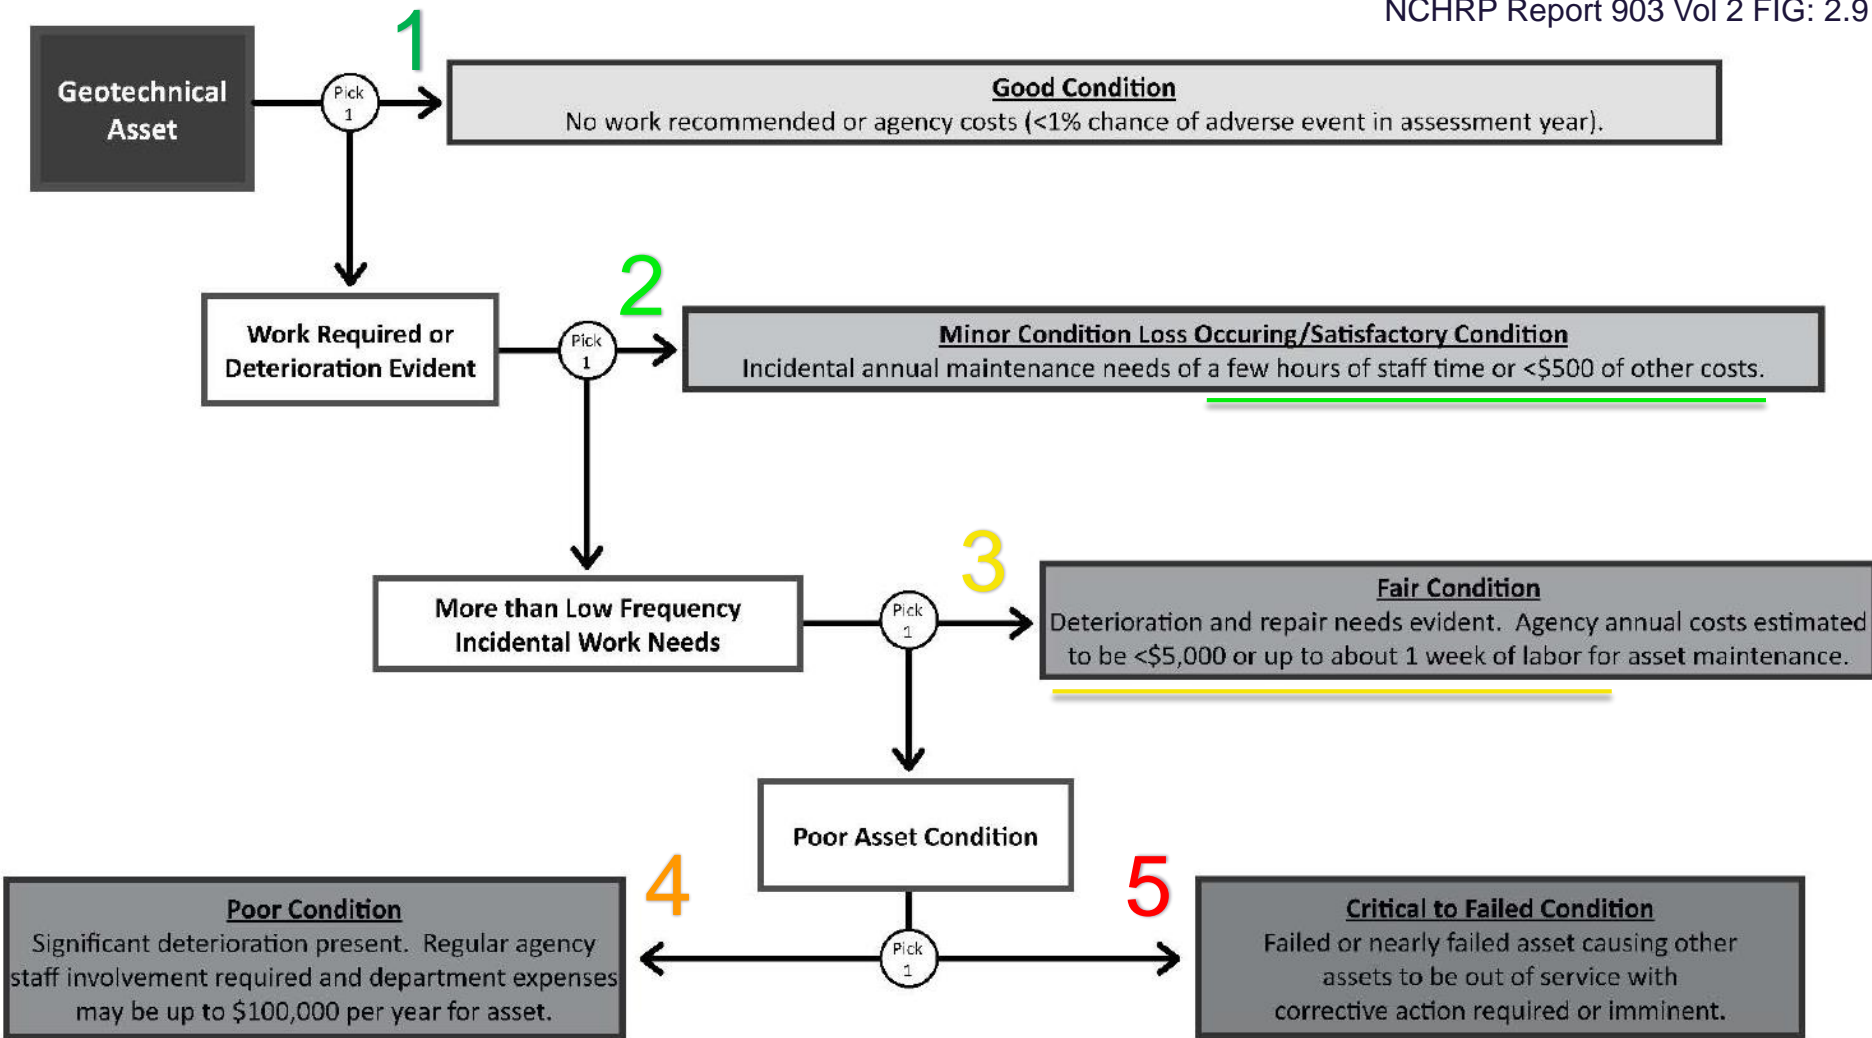 NCHRP Report 903 Vol 2 FIG: 2.9
1
Geotechnical
Asset
Pick
1
Good Condition
No work recommended or agency costs (<1% chance of adverse event in assessment year).
2
Work Required or
Deterioration Evident
Pick
1
Minor Condition Loss Occuring/Satisfactory Condition
Incidental annual maintenance needs of a few hours of staff time or <$500 of other costs.
3
More than Low Frequency
Incidental Work Needs
Pick
1
Fair Condition
Deterioration and repair needs evident. Agency annual costs estimated
to be <$5,000 or up to about 1 week of labor for asset maintenance.
Poor Asset Condition
4
5
Poor Condition
Significant deterioration present. Regular agency
staff involvement required and department expenses
may be up to $100,000 per year for asset.
Pick
1
Critical to Failed Condition
Failed or nearly failed asset causing other
assets to be out of service with
corrective action required or imminent.